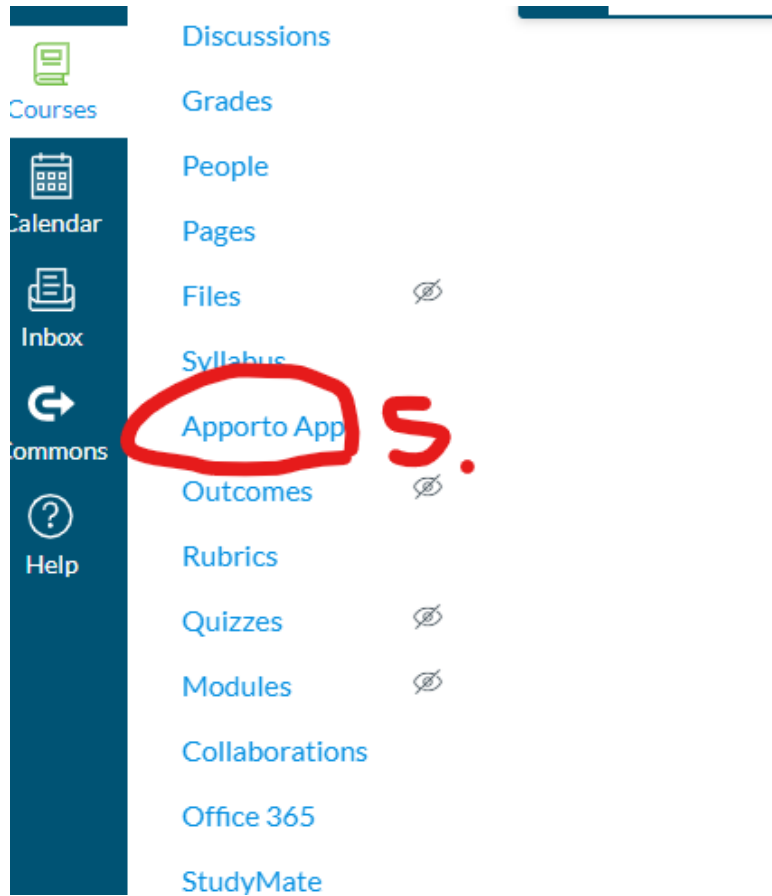 Discussions
Courses
Grades
People
Calendar
Pages
Files
Inbox
Syllabus
Apporto App 5.
Commons
Outcomes
Help
Rubrics
Quizzes
Modules
Collaborations
Office 365
StudyMate